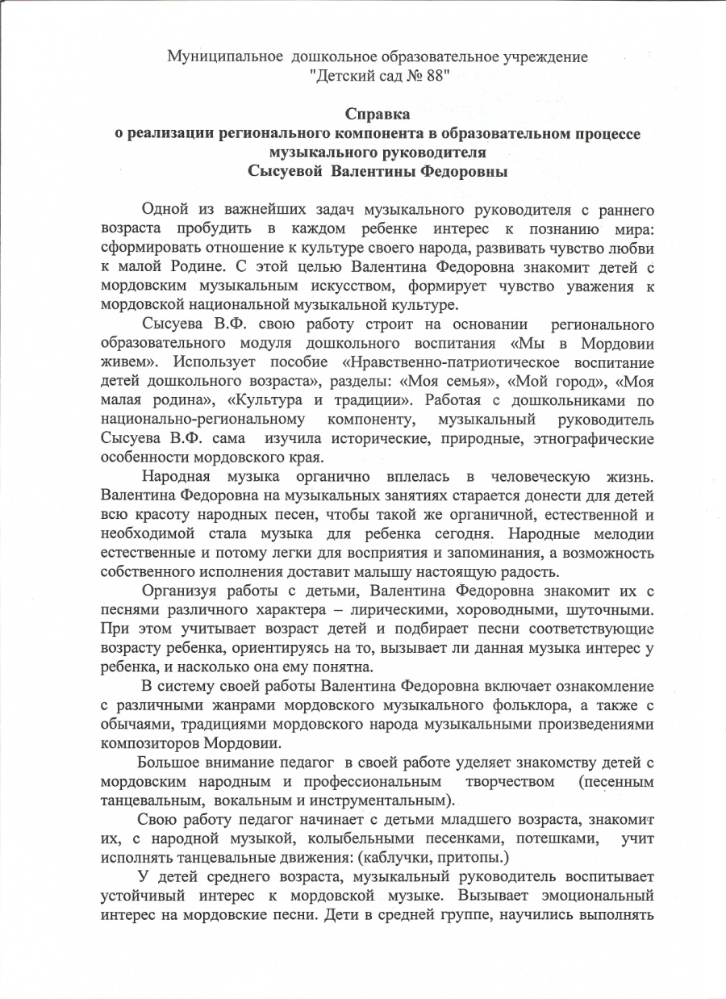 Муниципальное дошкольное образовательное учреждение
"Детский сад № 88"
Справка
о реализации регионального компонента в образовательном процессе
музыкального руководителя
Сысуевой Валентины Федоровны
Одной из важнейших задач музыкального руководителя с раннего
возраста пробудить в каждом ребенке интерес к познанию мира:
сформировать отношение к культуре своего народа, развивать чувство любви
к малой Родине. С этой целью Валентина Федоровна знакомит детей с
мордовским музыкальным искусством, формирует чувство уважения к
мордовской национальной музыкальной культуре.
Сысуева В.Ф. свою работу строит на основании регионального
образовательного модуля дошкольного воспитания «Мы в Мордовии
живем». Использует пособие «Нравственно-патриотическое воспитание
детей дошкольного возраста», разделы: «Моя семья», «Мой город», «Моя
малая родина», «Культура и традиции». Работая с дошкольниками по
национально-региональному компоненту, музыкальный руководитель
Сысуева В.Ф. сама изучила исторические, природные, этнографические
особенности мордовского края.
Народная музыка органично вплелась в человеческую жизнь.
Валентина Федоровна на музыкальных занятиях старается донести для детей
всю красоту народных песен, чтобы такой же органичной, естественной и
необходимой стала музыка для ребенка сегодня. Народные мелодии
естественные и потому легки для восприятия и запоминания, а возможность
собственного исполнения доставит малышу настоящую радость.
Организуя работы с детьми, Валентина Федоровна знакомит их с
песнями различного характера – лирическими, хороводными, шуточными.
При этом учитывает возраст детей и подбирает песни соответствующие
возрасту ребенка, ориентируясь на то, вызывает ли данная музыка интерес у
ребенка, и насколько она ему понятна.
В систему своей работы Валентина Федоровна включает ознакомление
с различными жанрами мордовского музыкального фольклора, а также с
обычаями, традициями мордовского народа музыкальными произведениями
композиторов Мордовии.
Большое внимание педагог в своей работе уделяет знакомству детей с
мордовским народным и профессиональным творчеством (песенным
танцевальным, вокальным и инструментальным).
Свою работу педагог начинает с детьми младшего возраста, знакомит
их, с народной музыкой, колыбельными песенками, потешками, учит
исполнять танцевальные движения: (каблучки, притопы.)
У детей среднего возраста, музыкальный руководитель воспитывает
устойчивый интерес к мордовской музыке. Вызывает эмоциональный
интерес на мордовские песни. Дети в средней группе, научились выполнять